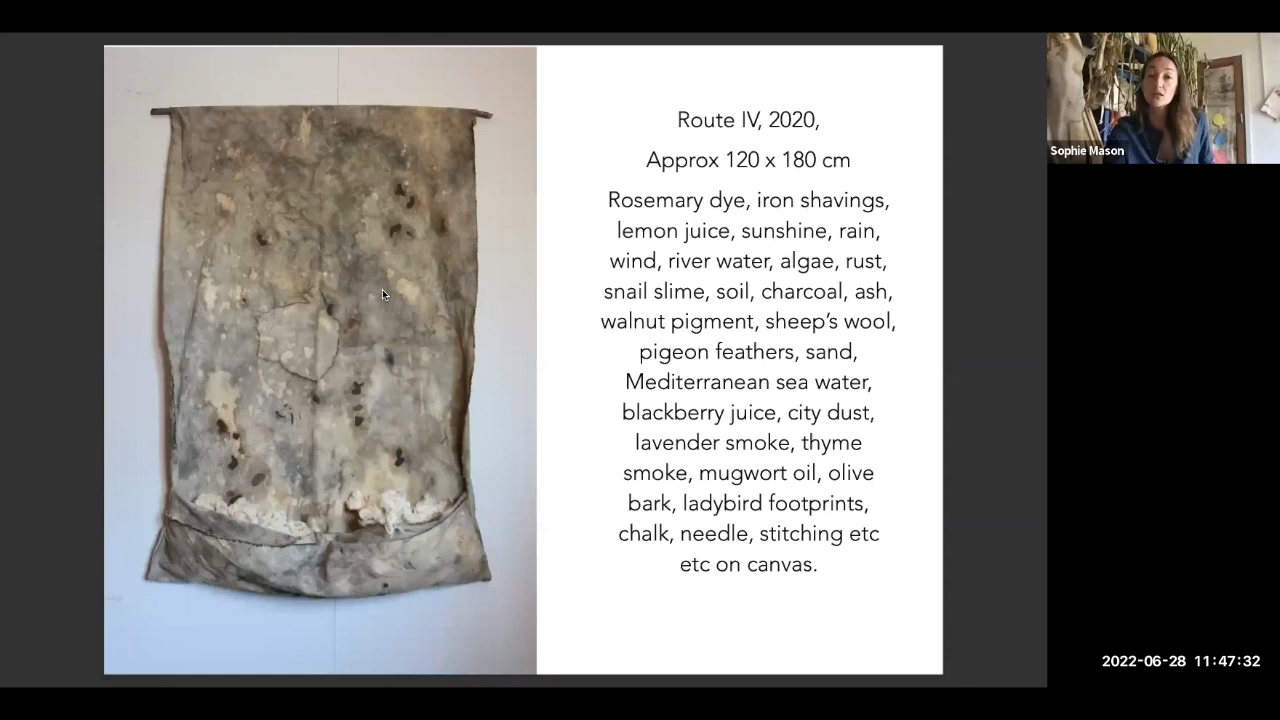 Route IV, 2020,
Approx 120 x 180 cm
Rosemary dye, iron shavings,
lemon juice, sunshine, rain,
wind, river water, algae, rust,
snail slime, soil, charcoal, ash,
walnut pigment, sheep’s wool,
pigeon feathers, sand,
Mediterranean sea water,
blackberry juice, city dust,
lavender smoke, thyme
smoke, mugwort oil, olive
bark, ladybird footprints,
chalk, needle, stitching etc
etc on canvas.
Sophie Mason
2022-06-28 11:47:32